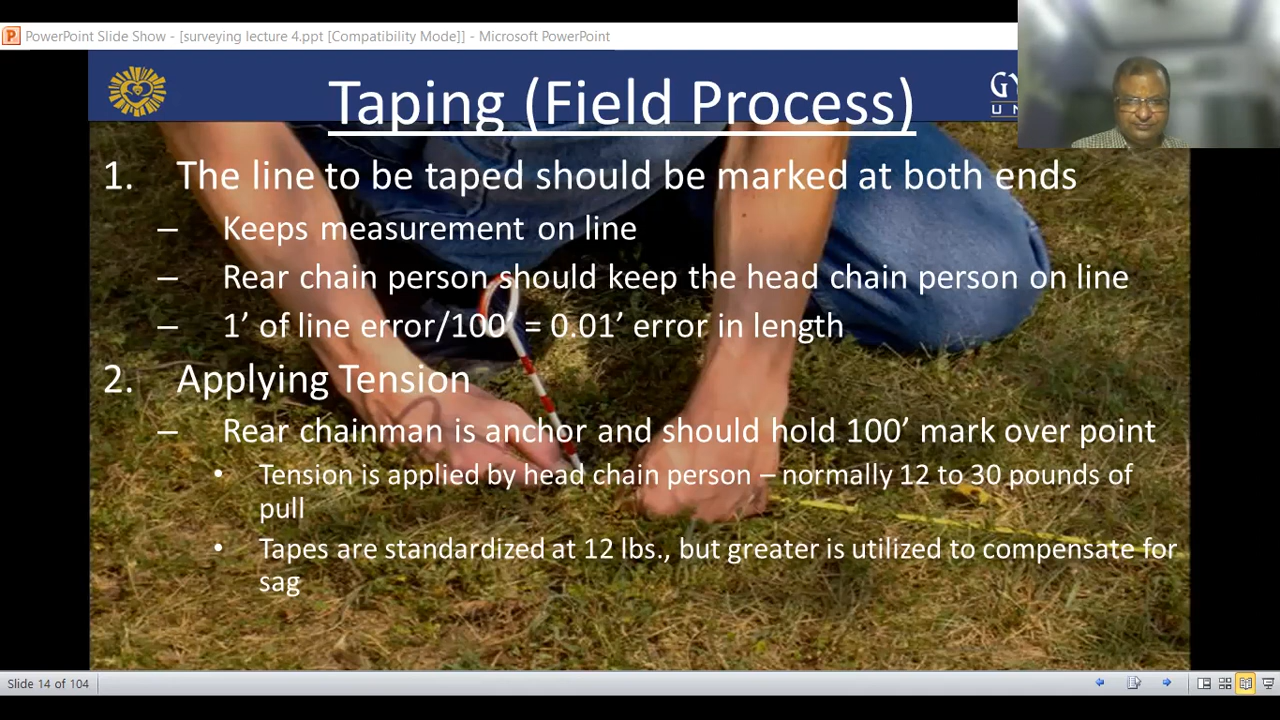 PowerPoint Slide Show - [surveying lecture 4.ppt [Compatibility Mode]] - Microsoft PowerPoint
Taping (Field Process)
1. The line to be taped should be marked at both ends
– Keeps measurement on line
– Rear chain person should keep the head chain person on line
– 1’ of line error/100’ = 0.01’ error in length
2. Applying Tension
– Rear chainman is anchor and should hold 100’ mark over point
• Tension is applied by head chain person – normally 12 to 30 pounds of
pull
• Tapes are standardized at 12 lbs., but greater is utilized to compensate for
sag
Slide 14 of 104